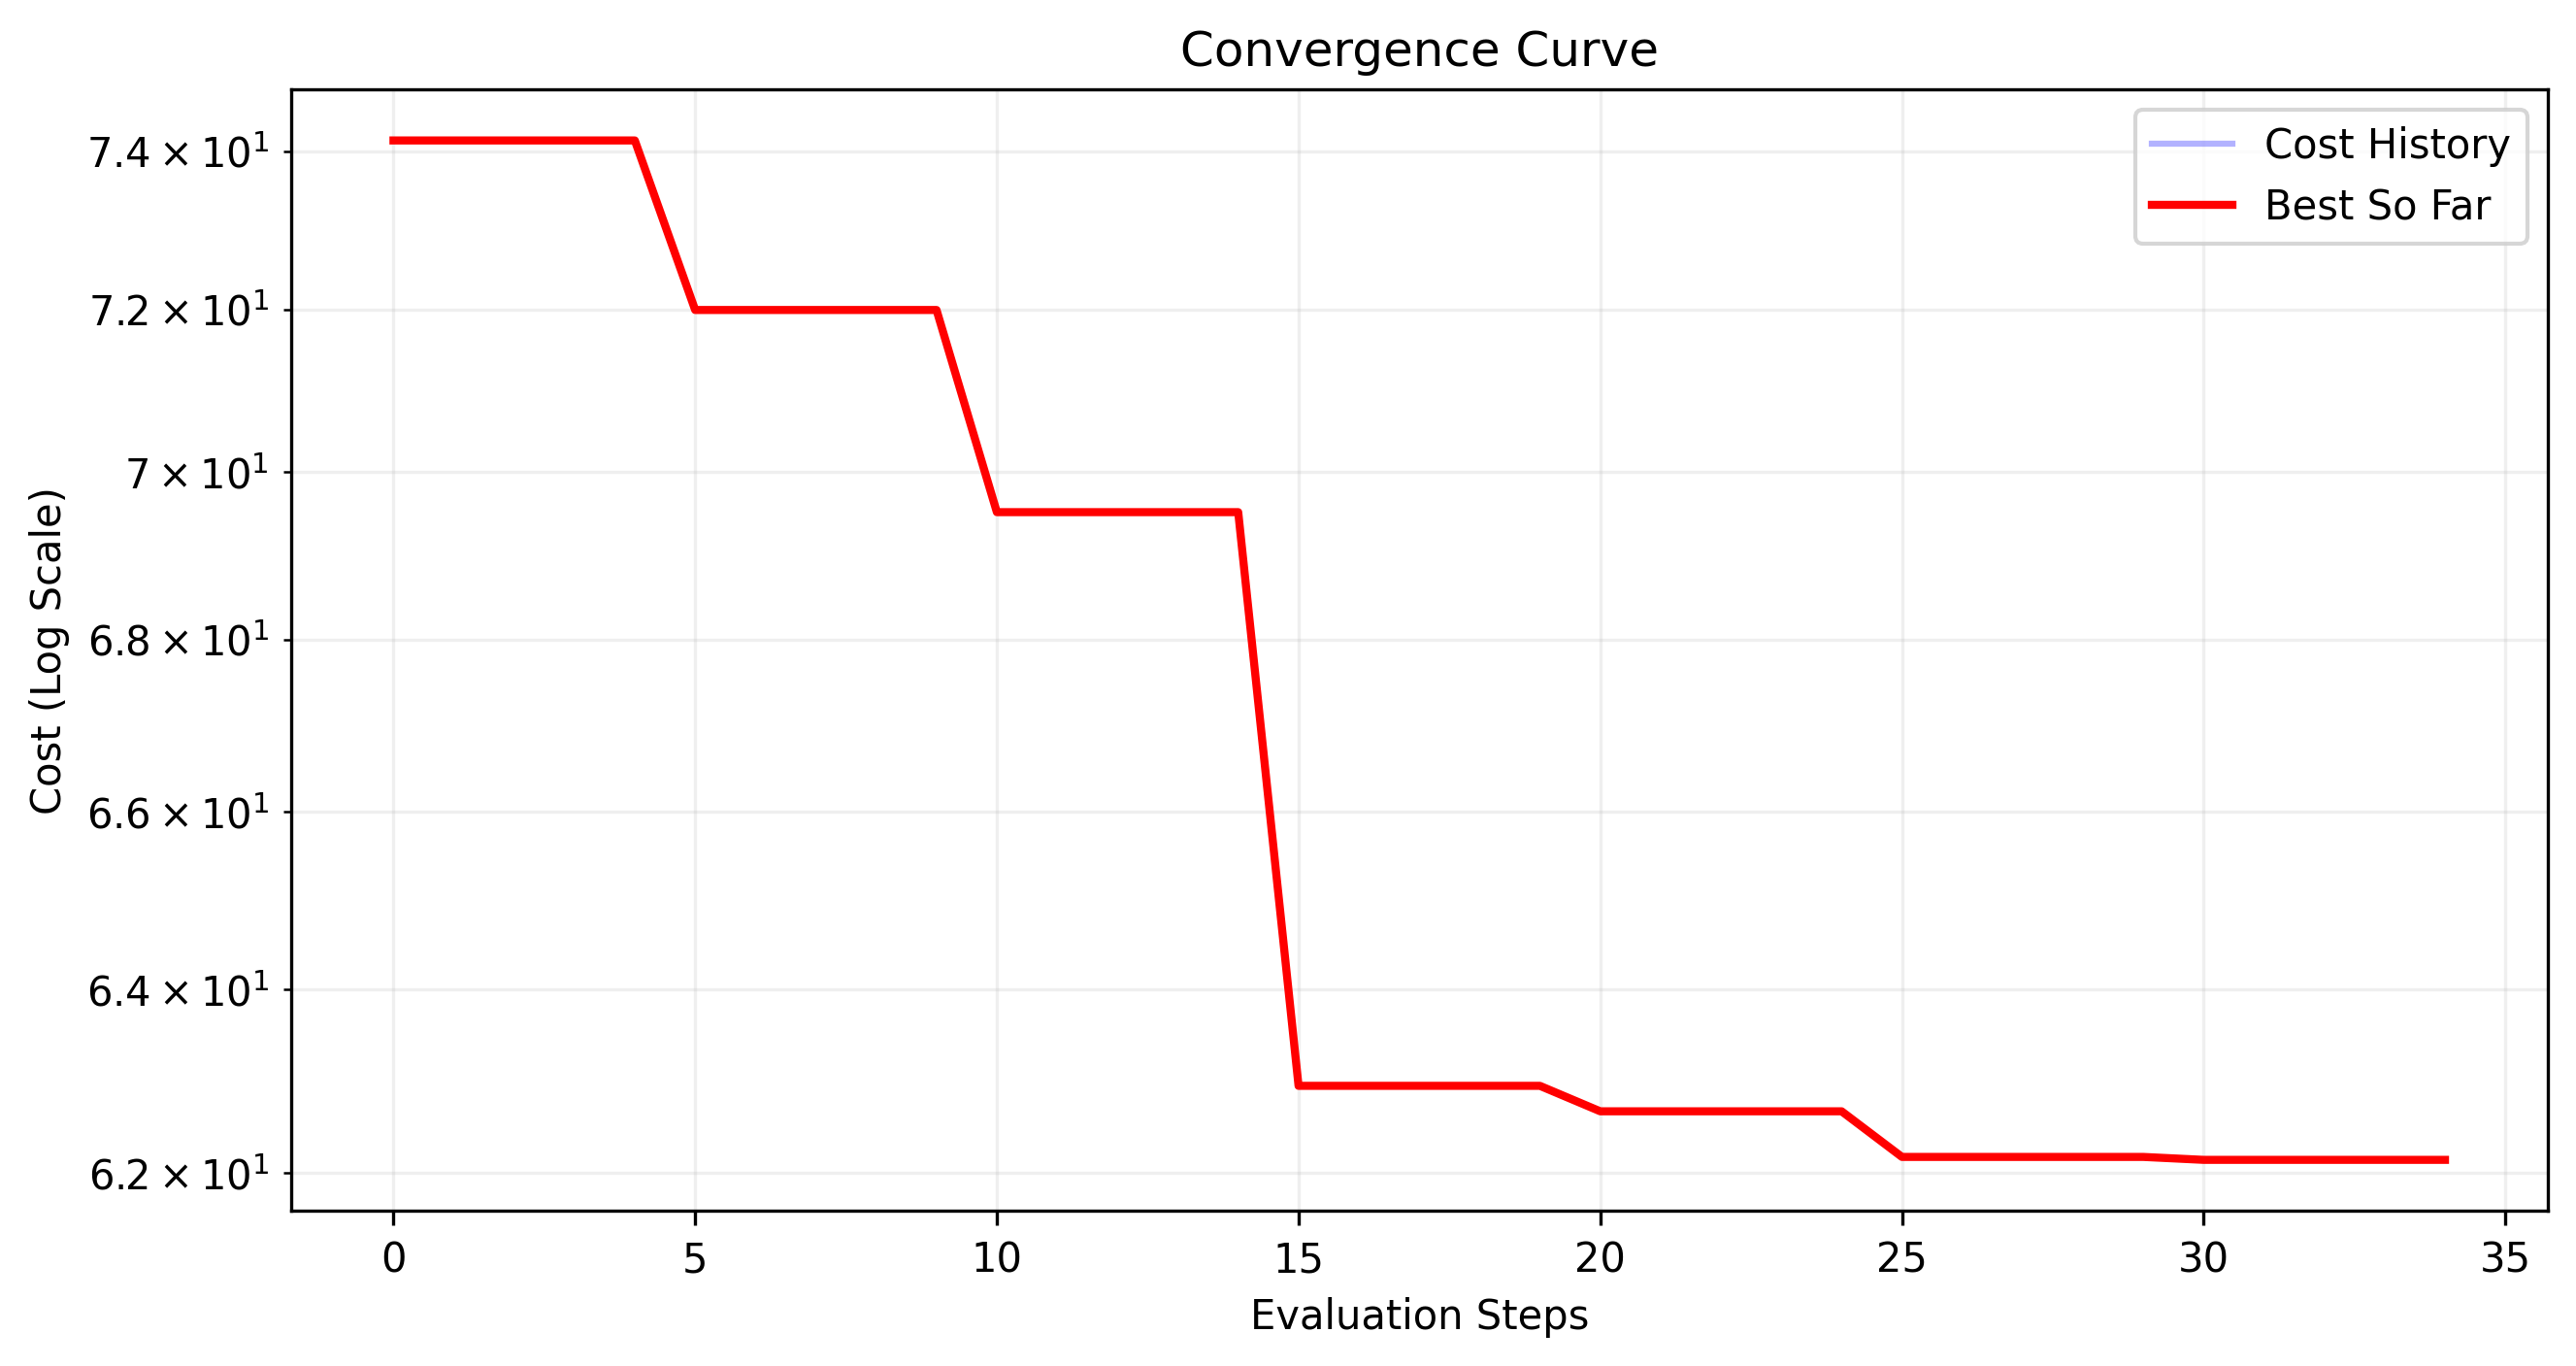 Convergence Curve
Cost History
Best So Far
7.4 × 10¹
7.2 × 10¹
7 × 10¹
6.8 × 10¹
6.6 × 10¹
6.4 × 10¹
6.2 × 10¹
Cost (Log Scale)
0 5 10 15 20 25 30 35
Evaluation Steps